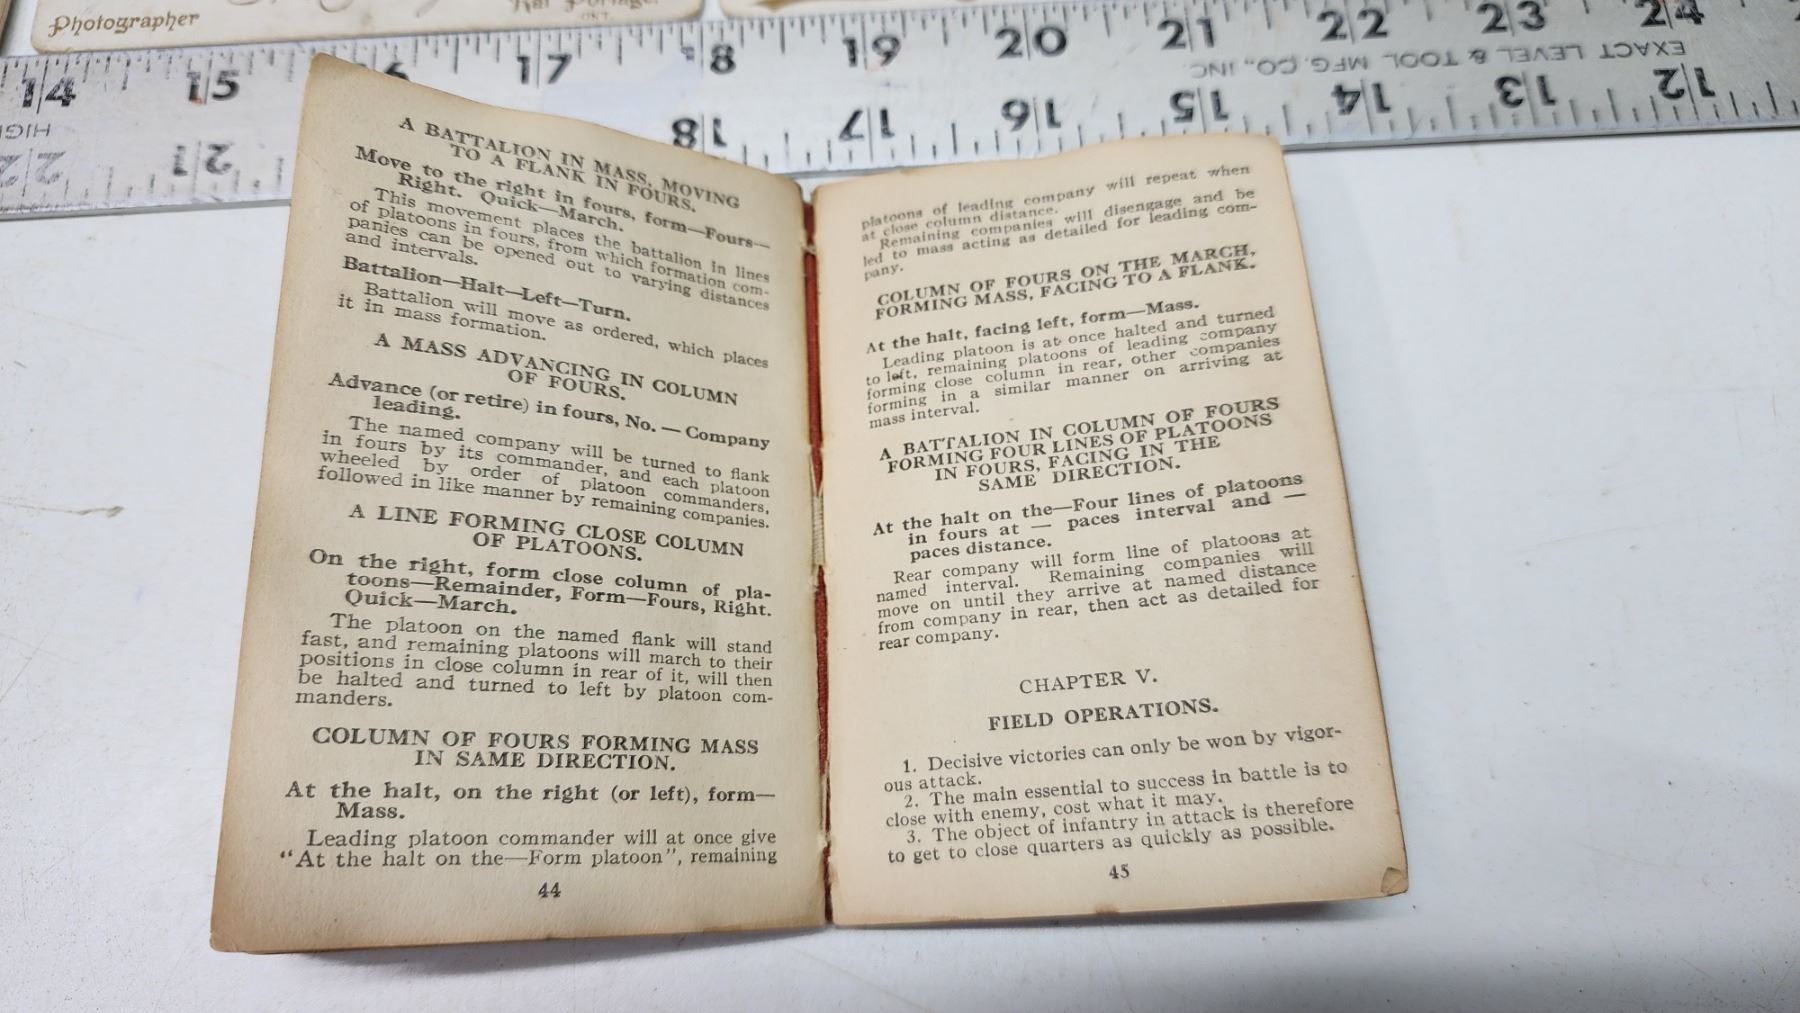 Photographer
Rat Portage.
ONT.
14 15 16 17 18 19 20 21 22 23 24
EXACT LEVEL & TOOL MFG. CO., INC.
HIGH
22 21 18 17 16 15 14 13 12
A BATTALION IN MASS, MOVING
TO A FLANK IN FOURS.
Move to the right in fours, form—Fours—
Right. Quick—March.
This movement places the battalion in lines
of platoons in fours, from which formation com-
panies can be opened out to varying distances
and intervals.
Battalion—Halt—Left—Turn.
Battalion will move as ordered, which places
it in mass formation.
A MASS ADVANCING IN COLUMN
OF FOURS.
Advance (or retire) in fours, No. — Company
leading.
The named company will be turned to flank
in fours by its commander, and each platoon
wheeled by order of platoon commanders,
followed in like manner by remaining companies.
A LINE FORMING CLOSE COLUMN
OF PLATOONS.
On the right, form close column of pla-
toons—Remainder, Form—Fours, Right.
Quick—March.
The platoon on the named flank will stand
fast, and remaining platoons will march to their
positions in close column in rear of it, will then
be halted and turned to left by platoon com-
manders.
COLUMN OF FOURS FORMING MASS
IN SAME DIRECTION.
At the halt, on the right (or left), form—
Mass.
Leading platoon commander will at once give
"At the halt on the—Form platoon", remaining
44
platoons of leading company will repeat when
at close column distance.
Remaining companies will disengage and be
led to mass acting as detailed for leading com-
pany.
COLUMN OF FOURS ON THE MARCH,
FORMING MASS, FACING TO A FLANK.
At the halt, facing left, form—Mass.
Leading platoon is at once halted and turned
to left, remaining platoons of leading company
forming close column in rear, other companies
forming in a similar manner on arriving at
mass interval.
A BATTALION IN COLUMN OF FOURS
FORMING FOUR LINES OF PLATOONS
IN FOURS, FACING IN THE
SAME DIRECTION.
At the halt on the—Four lines of platoons
in fours at — paces interval and —
paces distance.
Rear company will form line of platoons at
named interval. Remaining companies will
move on until they arrive at named distance
from company in rear, then act as detailed for
rear company.
CHAPTER V.
FIELD OPERATIONS.
1. Decisive victories can only be won by vigor-
ous attack.
2. The main essential to success in battle is to
close with enemy, cost what it may.
3. The object of infantry in attack is therefore
to get to close quarters as quickly as possible.
45